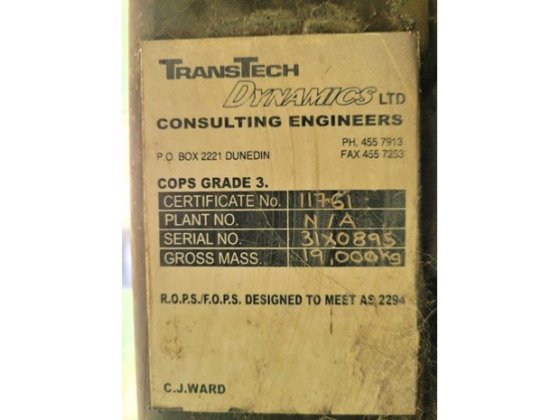 TRANSTECH
DYNAMICS LTD
CONSULTING ENGINEERS
PH. 455 7913
P.O. BOX 2221 DUNEDIN FAX 455 7253
COPS GRADE 3.
CERTIFICATE No. 11761
PLANT NO. N/A
SERIAL NO. 31X0895
GROSS MASS. 19,000kg
R.O.P.S./F.O.P.S. DESIGNED TO MEET AS 2294
C.J.WARD